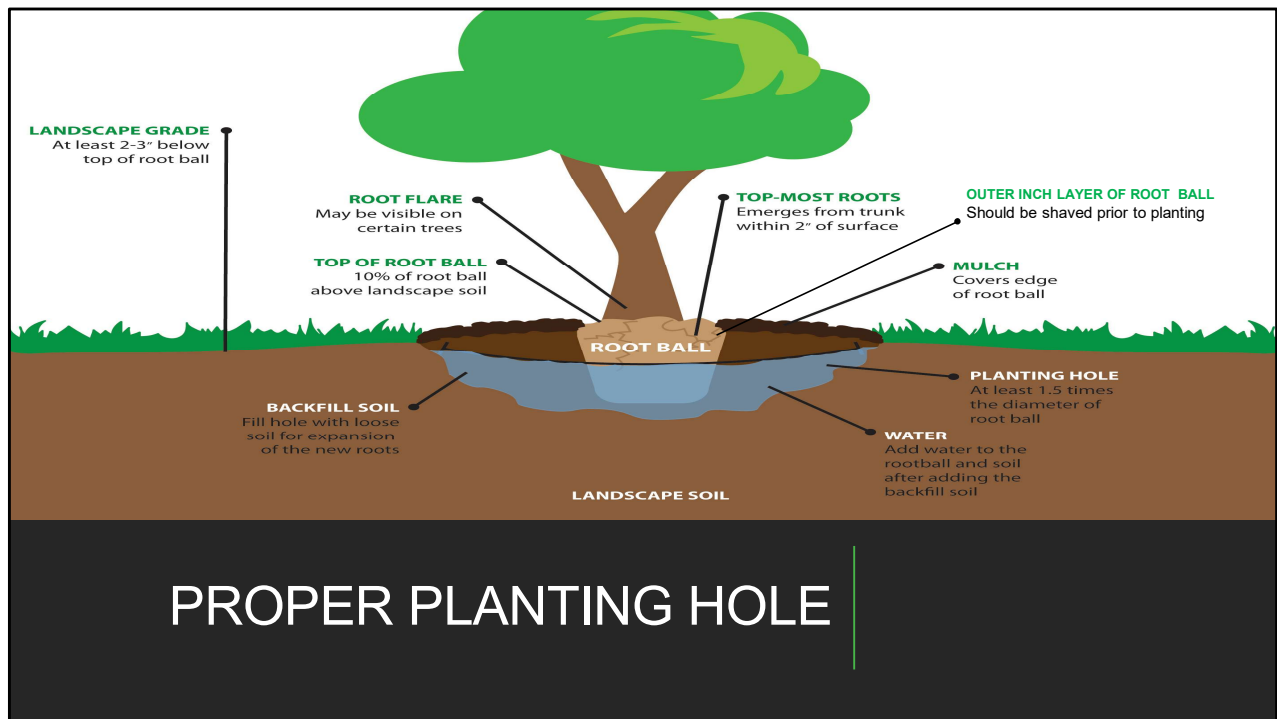 LANDSCAPE GRADE
At least 2-3″ below
top of root ball
ROOT FLARE
May be visible on
certain trees
TOP OF ROOT BALL
10% of root ball
above landscape soil
TOP-MOST ROOTS
Emerges from trunk
within 2″ of surface
OUTER INCH LAYER OF ROOT BALL
Should be shaved prior to planting
MULCH
Covers edge
of root ball
ROOT BALL
BACKFILL SOIL
Fill hole with loose
soil for expansion
of the new roots
PLANTING HOLE
At least 1.5 times
the diameter of
root ball
WATER
Add water to the
rootball and soil
after adding the
backfill soil
LANDSCAPE SOIL
PROPER PLANTING HOLE